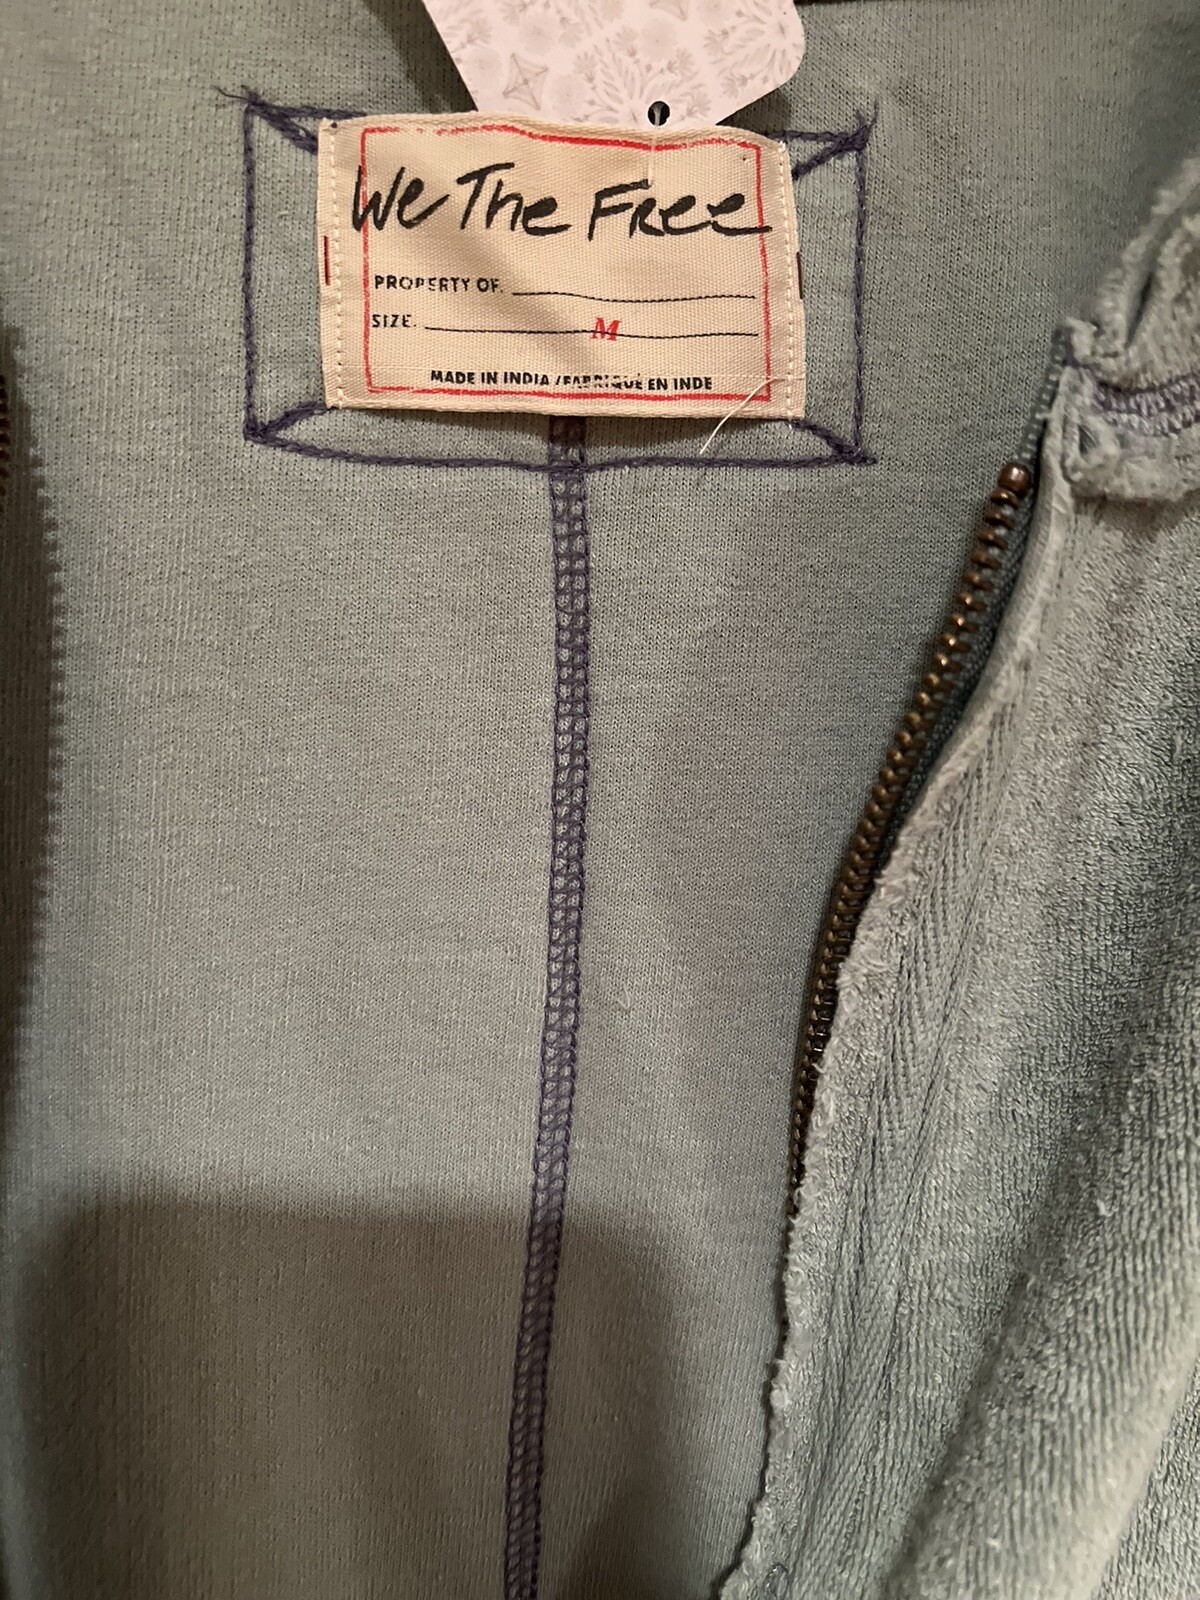 We The Free
PROPERTY OF.
SIZE. M
MADE IN INDIA / FABRIQUÉ EN INDE